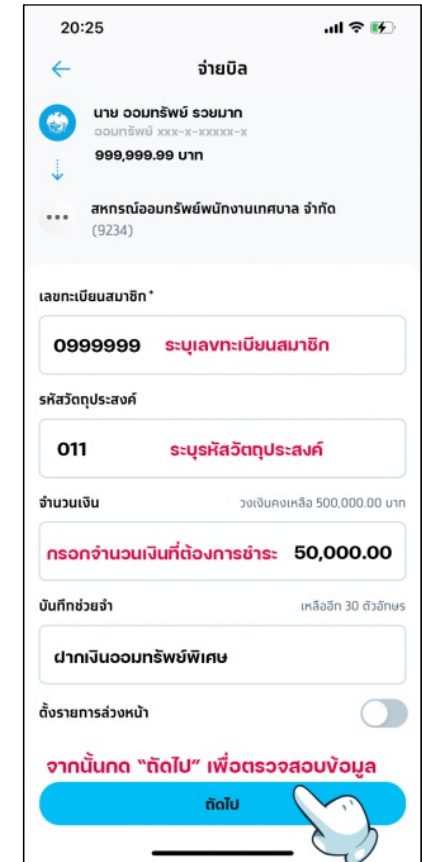 20:25
จ่ายบิล
นาย ออมทรัพย์ รวยมาก
ออมทรัพย์ xxx-x-xxxxx-x
999,999.99 บาท
สหกรณ์ออมทรัพย์พนักงานเทศบาล จำกัด
(9234)
เลขทะเบียนสมาชิก *
0999999 ระบุเลขทะเบียนสมาชิก
รหัสวัตถุประสงค์
011 ระบุรหัสวัตถุประสงค์
จำนวนเงิน วงเงินคงเหลือ 500,000.00 บาท
กรอกจำนวนเงินที่ต้องการชำระ 50,000.00
บันทึกช่วยจำ เหลืออีก 30 ตัวอักษร
ฝากเงินออมทรัพย์พิเศษ
ตั้งรายการล่วงหน้า
จากนั้นกด “ถัดไป” เพื่อตรวจสอบข้อมูล
ถัดไป